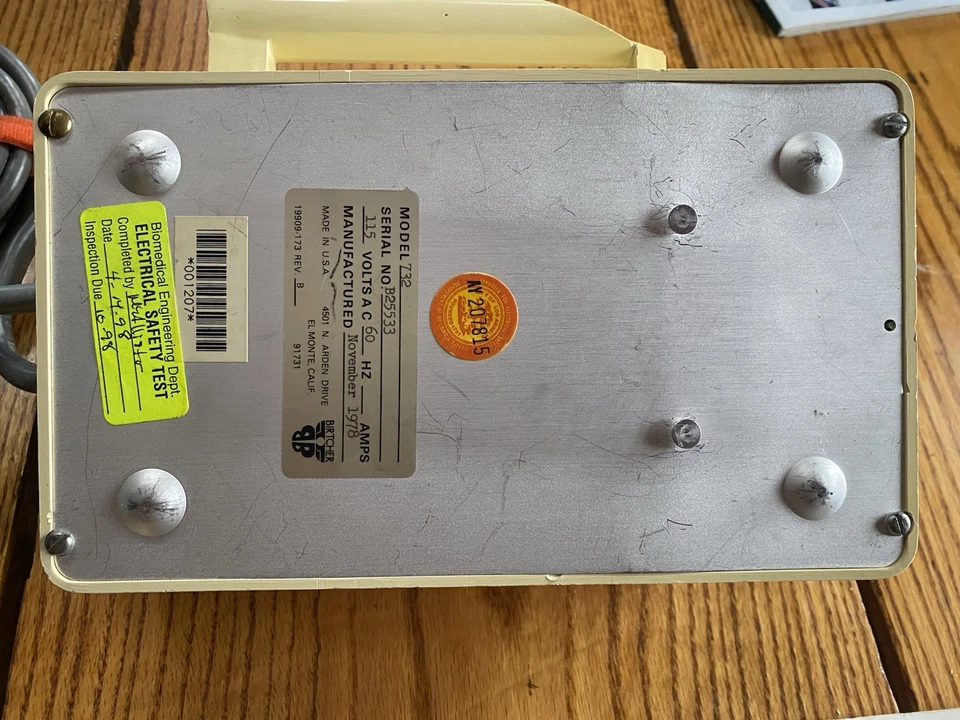 Biomedical Engineering Dept.
ELECTRICAL SAFETY TEST
Completed by
Date 4-14-98
Inspection Due 10.98
*001207*
MODEL 732
SERIAL NO. B25533
115 VOLTS A C 60 HZ AMPS
MANUFACTURED November 1978
MADE IN U.S.A. 4501 N. ARDEN DRIVE
EL MONTE, CALIF.
19909-173 REV. B 91731
BIRTCHER
AY 207815